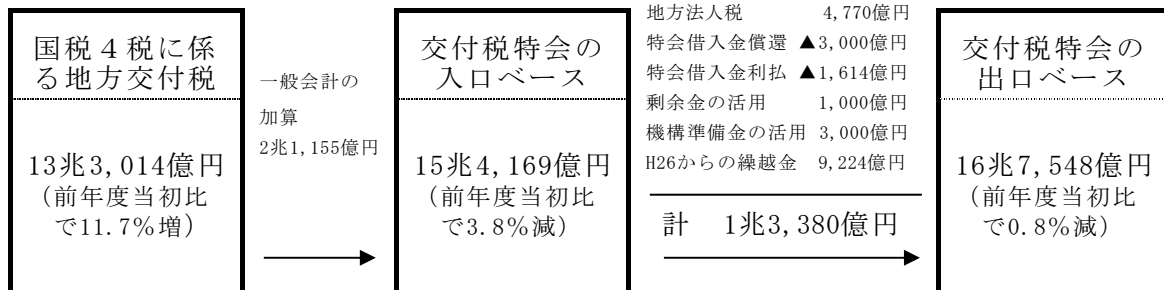 国税４税に係
る地方交付税
13兆3,014億円
（前年度当初比
で11.7％増）
一般会計の
加算
2兆1,155億円
交付税特会の
入口ベース
15兆4,169億円
（前年度当初比
で3.8％減）
地方法人税 4,770億円
特会借入金償還 ▲3,000億円
特会借入金利払 ▲1,614億円
剰余金の活用 1,000億円
機構準備金の活用 3,000億円
H26からの繰越金 9,224億円
計 1兆3,380億円
交付税特会の
出口ベース
16兆7,548億円
（前年度当初比
で0.8％減）